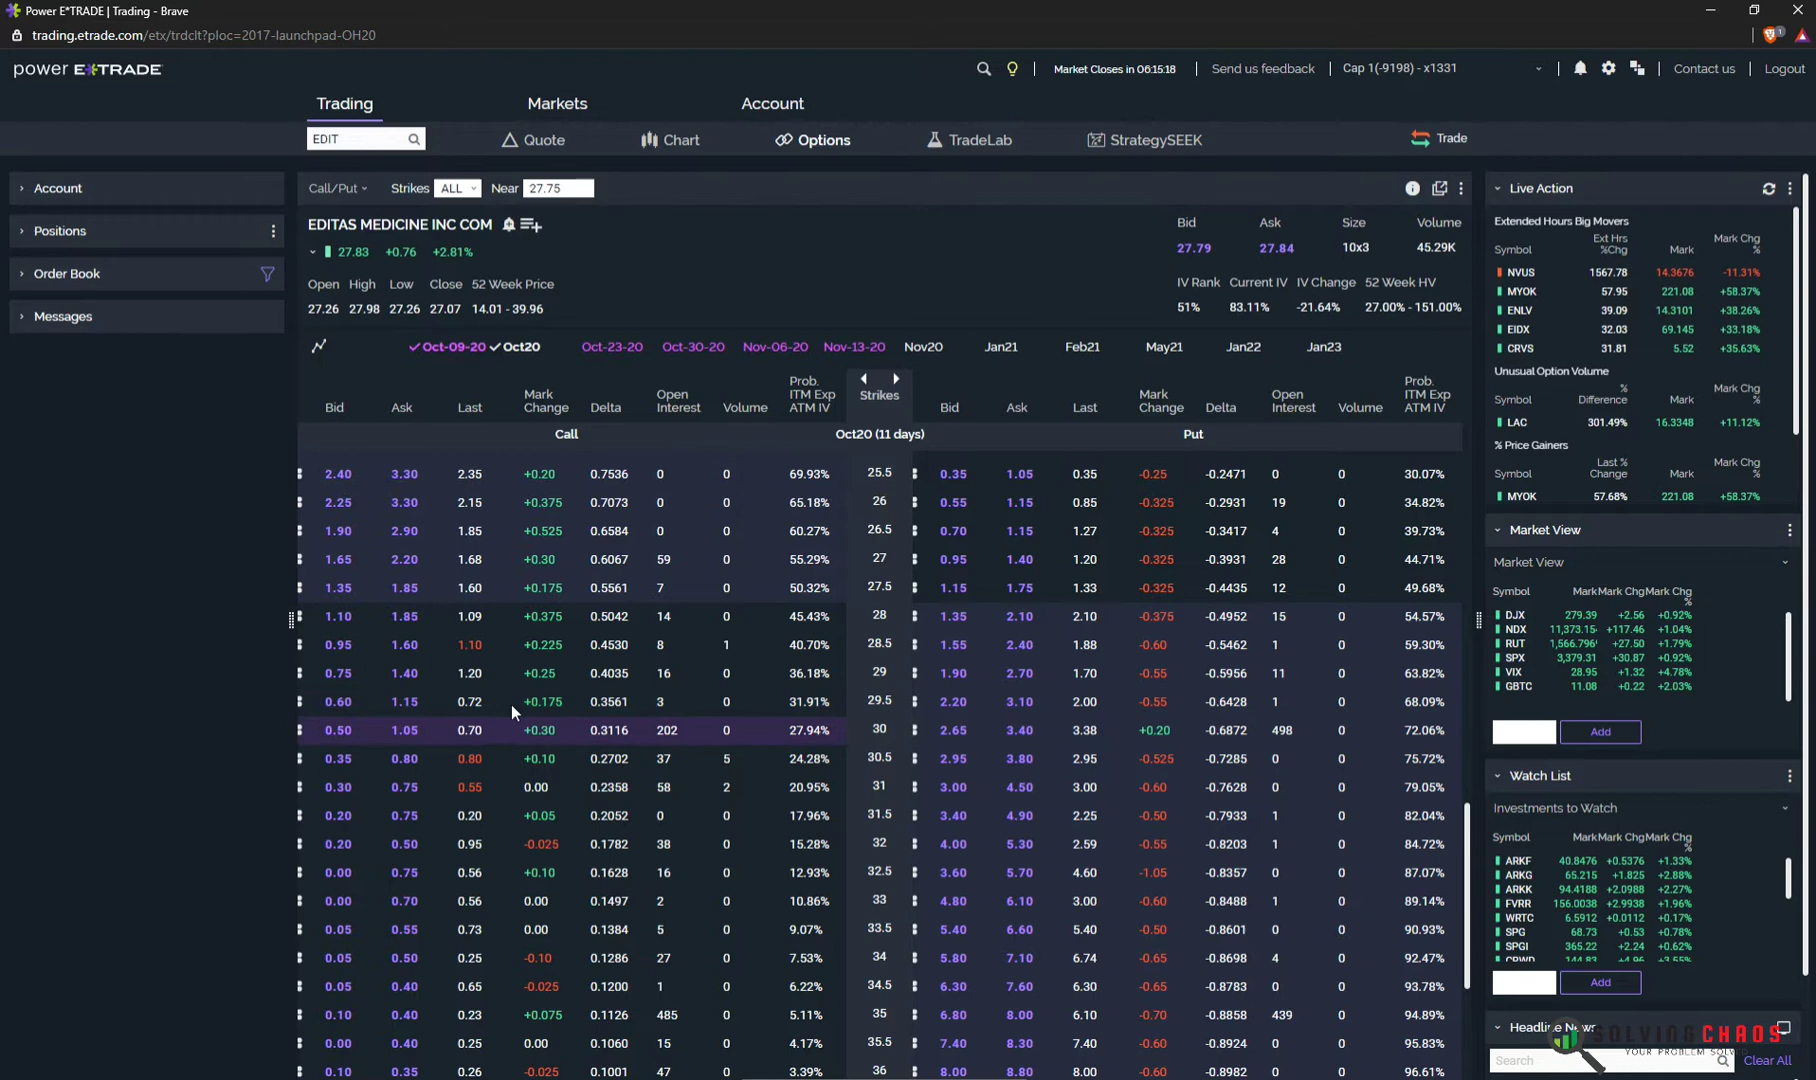 Power E*TRADE | Trading - Brave
trading.etrade.com/etx/trdclt?ploc=2017-launchpad-OH20
1
power E*TRADE
Market Closes in 06:15:18
Send us feedback
Cap 1(-9198) - x1331
Contact us
Logout
Trading Markets Account
EDIT
Quote Chart Options TradeLab StrategySEEK Trade
Account
Positions
Order Book
Messages
Call/Put Strikes ALL Near 27.75
EDITAS MEDICINE INC COM
27.83 +0.76 +2.81%
Bid Ask Size Volume
27.79 27.84 10x3 45.29K
Open High Low Close 52 Week Price
27.26 27.98 27.26 27.07 14.01 - 39.96
IV Rank Current IV IV Change 52 Week HV
51% 83.11% -21.64% 27.00% - 151.00%
Oct-09-20 Oct20 Oct-23-20 Oct-30-20 Nov-06-20 Nov-13-20 Nov20 Jan21 Feb21 May21 Jan22 Jan23
Bid Ask Last Mark Change Delta Open Interest Volume Prob. ITM Exp ATM IV Strikes Bid Ask Last Mark Change Delta Open Interest Volume Prob. ITM Exp ATM IV
Call Oct20 (11 days) Put
2.40 3.30 2.35 +0.20 0.7536 0 0 69.93% 25.5 0.35 1.05 0.35 -0.25 -0.2471 0 0 30.07%
2.25 3.30 2.15 +0.375 0.7073 0 0 65.18% 26 0.55 1.15 0.85 -0.325 -0.2931 19 0 34.82%
1.90 2.90 1.85 +0.525 0.6584 0 0 60.27% 26.5 0.70 1.15 1.27 -0.325 -0.3417 4 0 39.73%
1.65 2.20 1.68 +0.30 0.6067 59 0 55.29% 27 0.95 1.40 1.20 -0.325 -0.3931 28 0 44.71%
1.35 1.85 1.60 +0.175 0.5561 7 0 50.32% 27.5 1.15 1.75 1.33 -0.325 -0.4435 12 0 49.68%
1.10 1.85 1.09 +0.375 0.5042 14 0 45.43% 28 1.35 2.10 2.10 -0.375 -0.4952 15 0 54.57%
0.95 1.60 1.10 +0.225 0.4530 8 1 40.70% 28.5 1.55 2.40 1.88 -0.60 -0.5462 1 0 59.30%
0.75 1.40 1.20 +0.25 0.4035 16 0 36.18% 29 1.90 2.70 1.70 -0.55 -0.5956 11 0 63.82%
0.60 1.15 0.72 +0.175 0.3561 3 0 31.91% 29.5 2.20 3.10 2.00 -0.55 -0.6428 1 0 68.09%
0.50 1.05 0.70 +0.30 0.3116 202 0 27.94% 30 2.65 3.40 3.38 +0.20 -0.6872 498 0 72.06%
0.35 0.80 0.80 +0.10 0.2702 37 5 24.28% 30.5 2.95 3.80 2.95 -0.525 -0.7285 0 0 75.72%
0.30 0.75 0.55 0.00 0.2358 58 2 20.95% 31 3.00 4.50 3.00 -0.60 -0.7628 0 0 79.05%
0.20 0.75 0.20 +0.05 0.2052 0 0 17.96% 31.5 3.40 4.90 2.25 -0.50 -0.7933 1 0 82.04%
0.20 0.50 0.95 -0.025 0.1782 38 0 15.28% 32 4.00 5.30 2.59 -0.55 -0.8203 1 0 84.72%
0.00 0.75 0.56 +0.10 0.1628 16 0 12.93% 32.5 3.60 5.70 4.60 -1.05 -0.8357 0 0 87.07%
0.00 0.70 0.56 0.00 0.1497 2 0 10.86% 33 4.80 6.10 3.00 -0.60 -0.8488 1 0 89.14%
0.05 0.55 0.73 0.00 0.1384 5 0 9.07% 33.5 5.40 6.60 5.40 -0.50 -0.8601 0 0 90.93%
0.05 0.50 0.25 -0.10 0.1286 27 0 7.53% 34 5.80 7.10 6.74 -0.65 -0.8698 4 0 92.47%
0.05 0.40 0.65 -0.025 0.1200 1 0 6.22% 34.5 6.30 7.60 6.30 -0.65 -0.8783 0 0 93.78%
0.10 0.40 0.23 +0.075 0.1126 485 0 5.11% 35 6.80 8.00 6.10 -0.70 -0.8858 439 0 94.89%
0.00 0.40 0.25 0.00 0.1060 15 0 4.17% 35.5 7.40 8.30 7.40 -0.60 -0.8924 0 0 95.83%
0.10 0.35 0.26 -0.025 0.1001 47 0 3.39% 36 8.00 8.80 8.00 -0.60 -0.8982 0 0 96.61%
Live Action
Extended Hours Big Movers
Symbol Ext Hrs %Chg Mark Mark Chg %
NVUS 1567.78 14.3676 -11.31%
MYOK 57.95 221.08 +58.37%
ENLV 39.09 14.3101 +38.26%
EIDX 32.03 69.145 +33.18%
CRVS 31.81 5.52 +35.63%
Unusual Option Volume
Symbol % Difference Mark Mark Chg %
LAC 301.49% 16.3348 +11.12%
% Price Gainers
Symbol Last % Change Mark Mark Chg %
MYOK 57.68% 221.08 +58.37%
Market View
Market View
Symbol Mark Mark Chg Mark Chg %
DJX 279.39 +2.56 +0.92%
NDX 11,373.15 +117.46 +1.04%
RUT 1,566.796 +27.50 +1.79%
SPX 3,379.31 +30.87 +0.92%
VIX 28.95 +1.32 +4.78%
GBTC 11.08 +0.22 +2.03%
Add
Watch List
Investments to Watch
Symbol Mark Mark Chg Mark Chg %
ARKF 40.8476 +0.5376 +1.33%
ARKG 65.215 +1.825 +2.88%
ARKK 94.4188 +2.0988 +2.27%
FVRR 156.0038 +2.9938 +1.96%
WRTC 6.5912 +0.0112 +0.17%
SPG 68.73 +0.53 +0.78%
SPGI 365.22 +2.24 +0.62%
CRWD 144.83 +4.96 +3.55%
Add
Headline News
SOLVING CHAOS
YOUR PROBLEM SOLVED
Search
Clear All